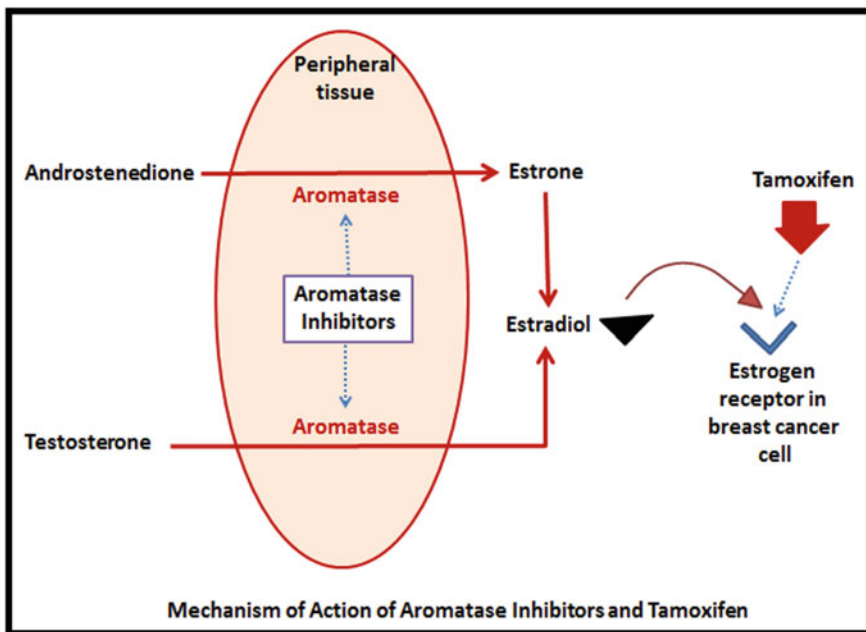 Peripheral
tissue
Androstenedione
Estrone
Aromatase
Tamoxifen
Aromatase
Inhibitors
Estradiol
Estrogen
receptor in
breast cancer
cell
Aromatase
Testosterone
Mechanism of Action of Aromatase Inhibitors and Tamoxifen